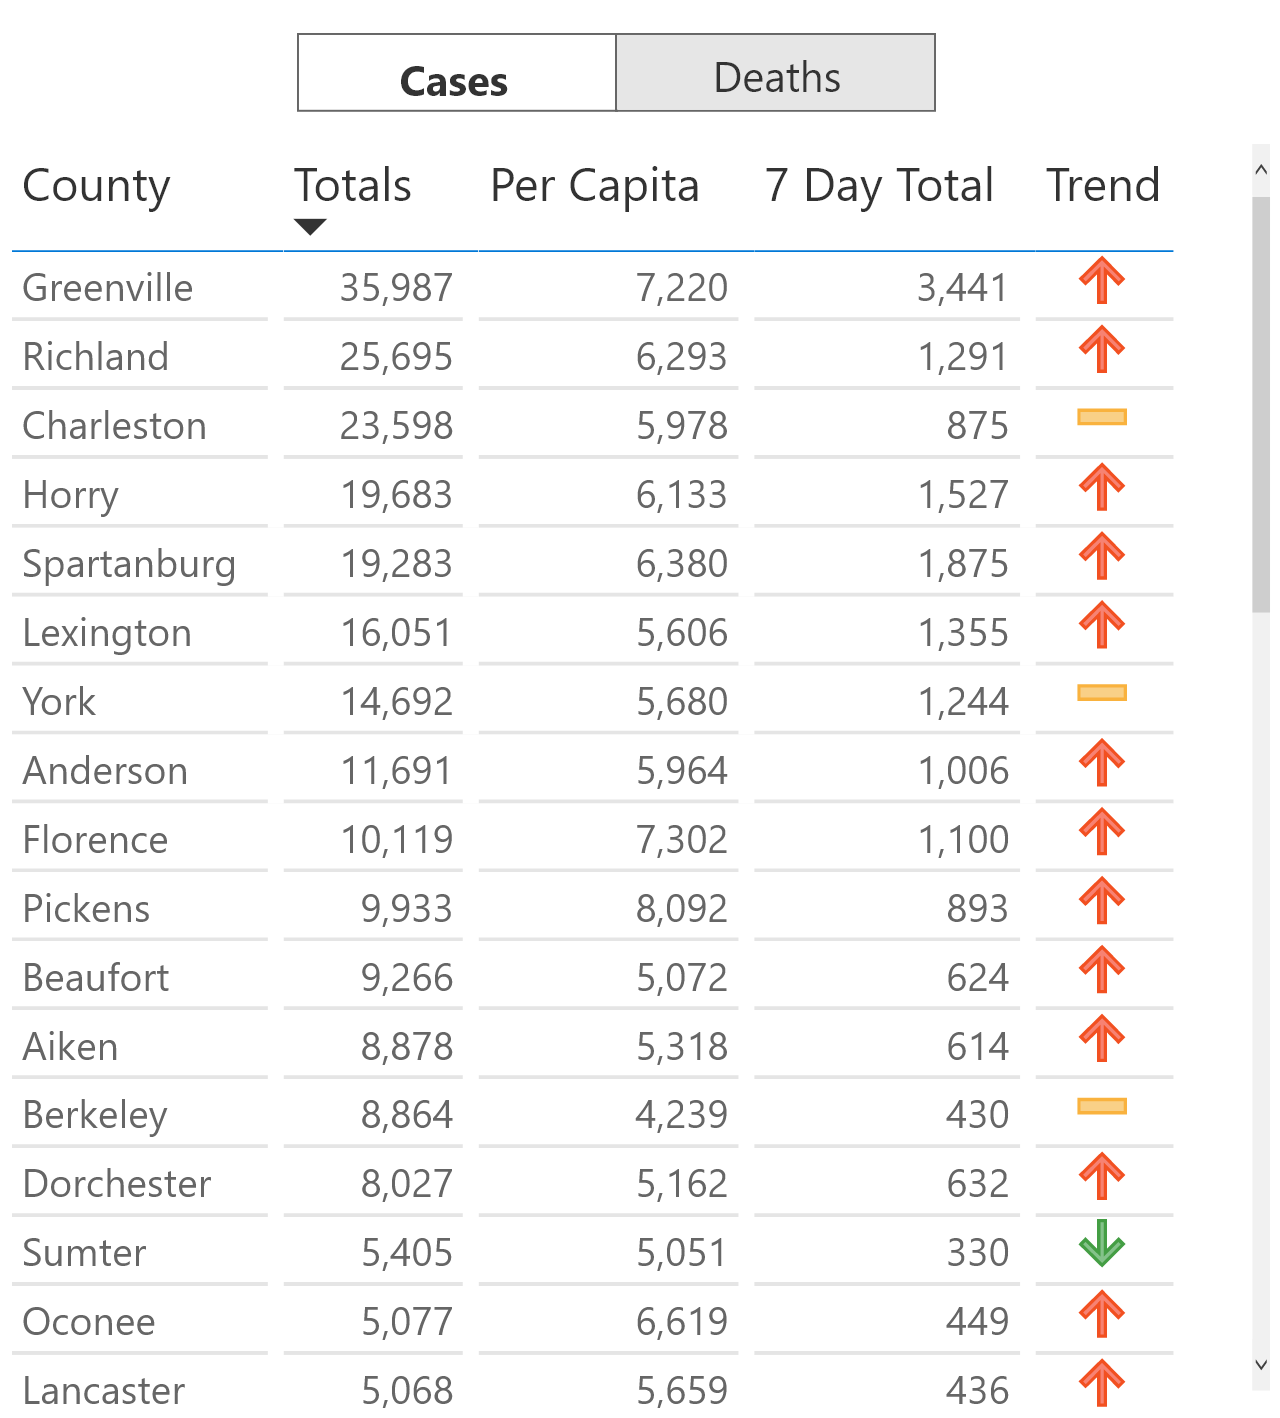 Cases Deaths
County Totals Per Capita 7 Day Total Trend
Greenville 35,987 7,220 3,441
Richland 25,695 6,293 1,291
Charleston 23,598 5,978 875
Horry 19,683 6,133 1,527
Spartanburg 19,283 6,380 1,875
Lexington 16,051 5,606 1,355
York 14,692 5,680 1,244
Anderson 11,691 5,964 1,006
Florence 10,119 7,302 1,100
Pickens 9,933 8,092 893
Beaufort 9,266 5,072 624
Aiken 8,878 5,318 614
Berkeley 8,864 4,239 430
Dorchester 8,027 5,162 632
Sumter 5,405 5,051 330
Oconee 5,077 6,619 449
Lancaster 5,068 5,659 436